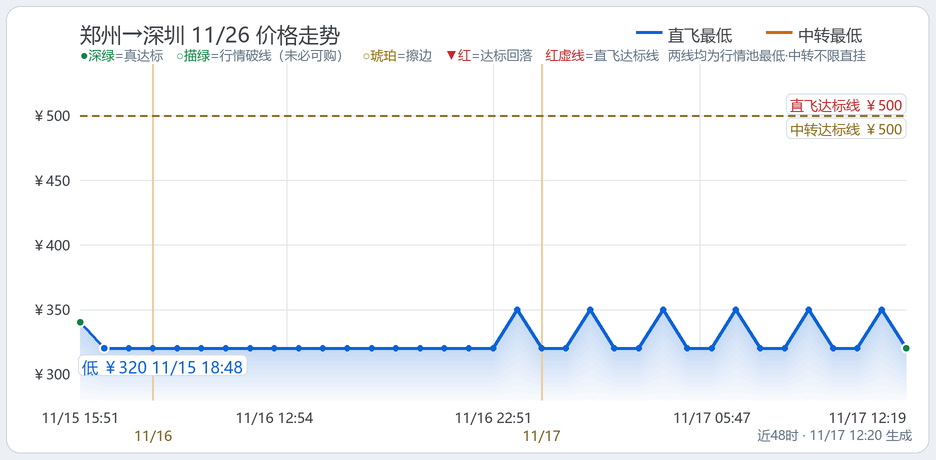 郑州→深圳 11/26 价格走势
直飞最低 中转最低
●深绿=真达标 ○描绿=行情破线（未必可购） ○琥珀=擦边 ▼红=达标回落 红虚线=直飞达标线 两线均为行情池最低·中转不限直挂
直飞达标线 ￥500
￥500
中转达标线 ￥500
￥450
￥400
￥350
￥300
低 ￥320 11/15 18:48
11/15 15:51 11/16 12:54 11/16 22:51 11/17 05:47 11/17 12:19
11/16 11/17 近48时 · 11/17 12:20 生成